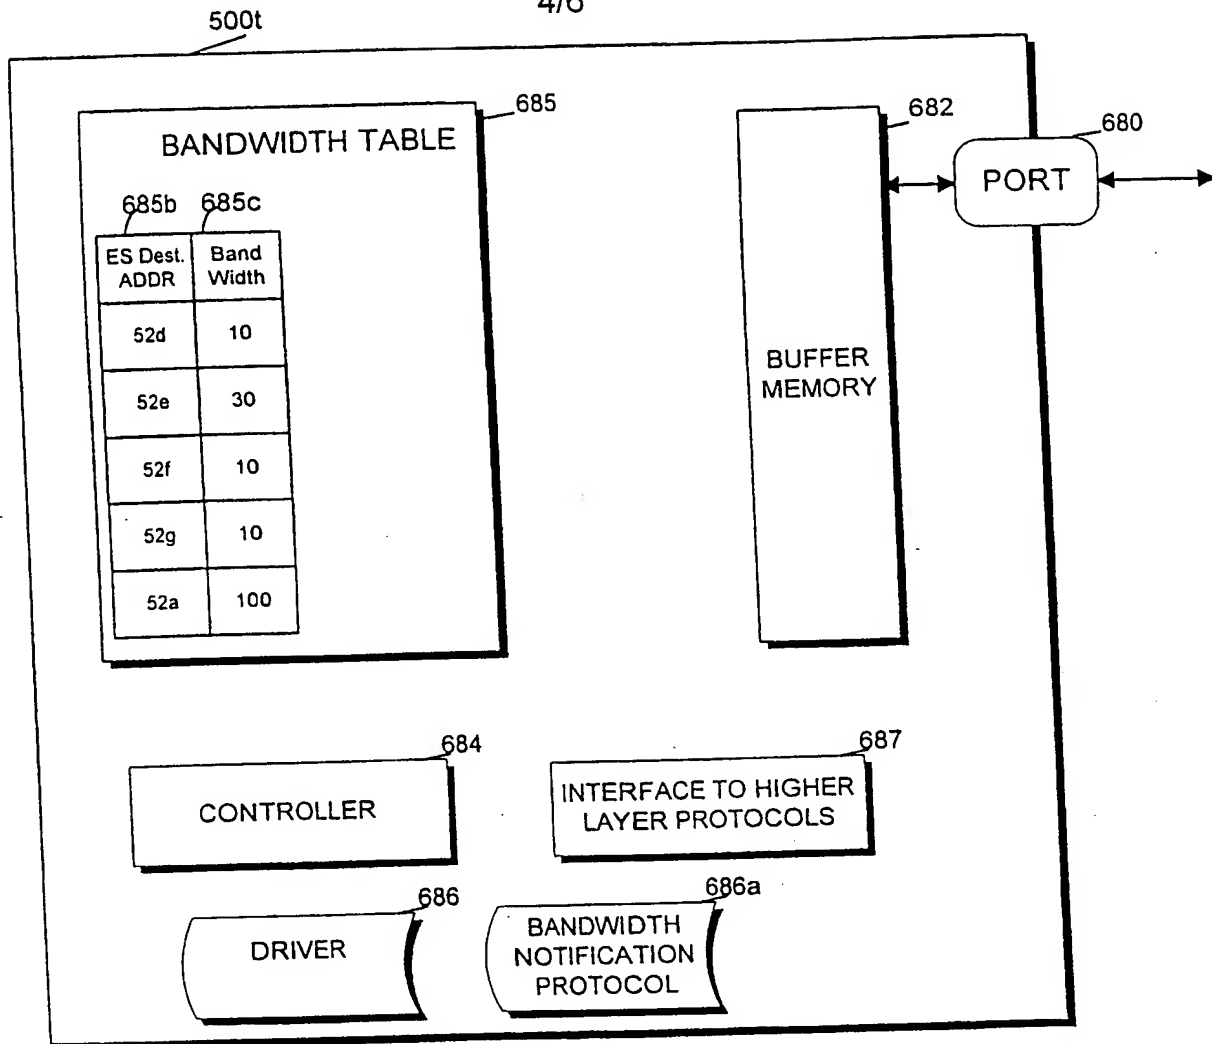 4/6
500t
685
682
680
BANDWIDTH TABLE
PORT
685b 685c
ES Dest. ADDR
Band Width
52d 10
52e 30
52f 10
52g 10
52a 100
BUFFER
MEMORY
684
687
CONTROLLER
INTERFACE TO HIGHER
LAYER PROTOCOLS
686
686a
DRIVER
BANDWIDTH
NOTIFICATION
PROTOCOL